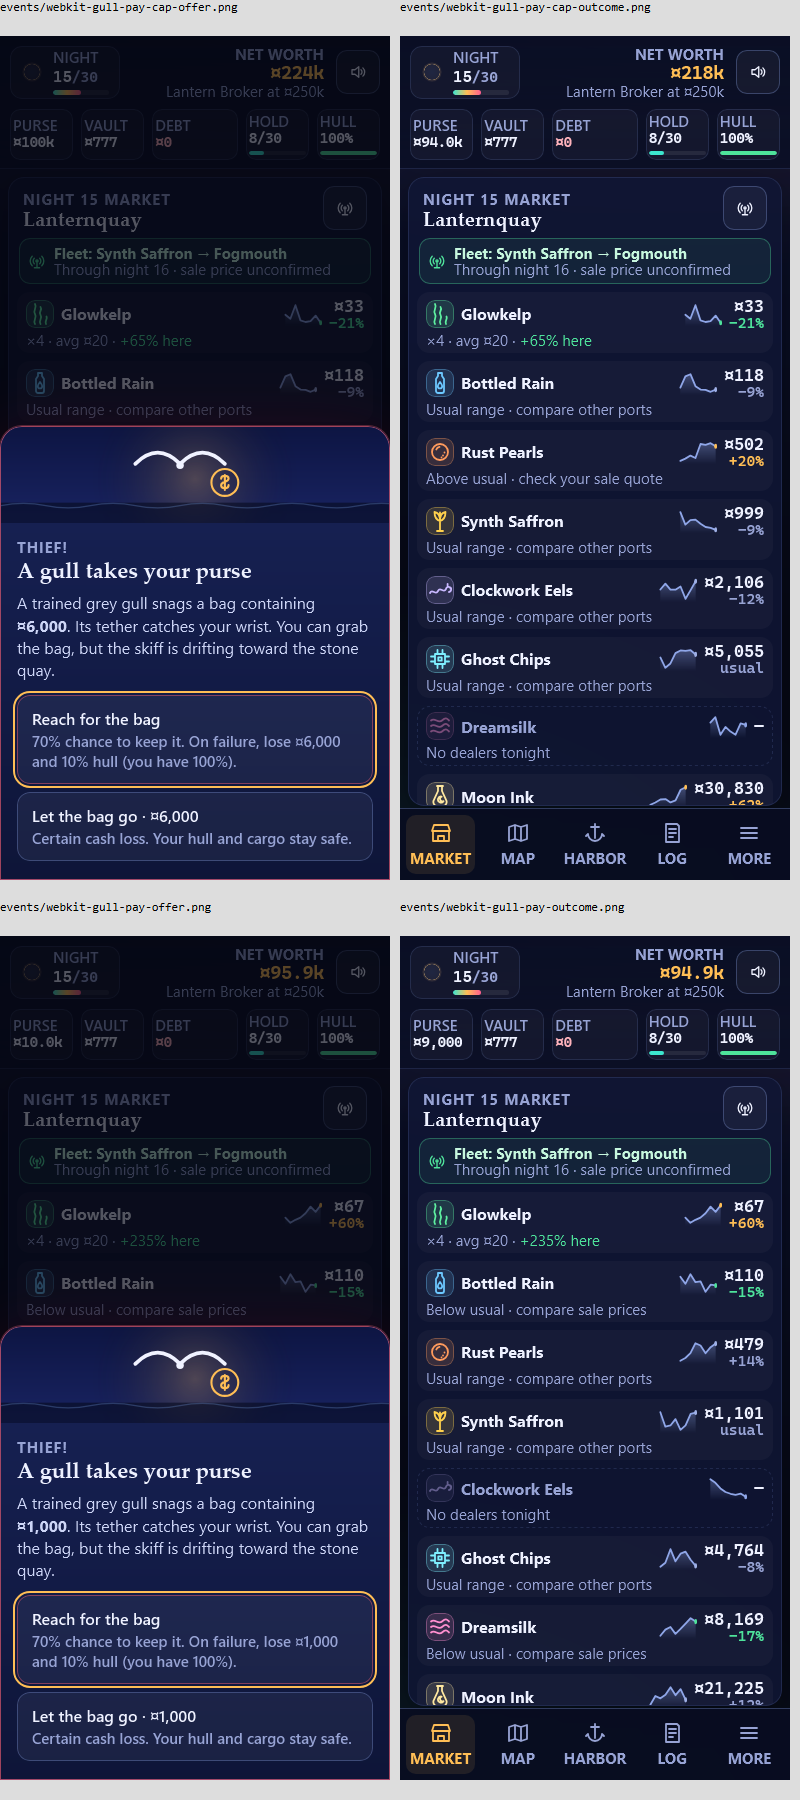 events/webkit-gull-pay-cap-offer.png
NIGHT
15/30
NET WORTH
¤224k
Lantern Broker at ¤250k
PURSE
¤100k
VAULT
¤777
DEBT
¤0
HOLD
8/30
HULL
100%
NIGHT 15 MARKET
Lanternquay
Fleet: Synth Saffron → Fogmouth
Through night 16 · sale price unconfirmed
Glowkelp
¤33
−21%
×4 · avg ¤20 · +65% here
Bottled Rain
¤118
−9%
Usual range · compare other ports
THIEF!
A gull takes your purse
A trained grey gull snags a bag containing
¤6,000. Its tether catches your wrist. You can grab
the bag, but the skiff is drifting toward the stone
quay.
Reach for the bag
70% chance to keep it. On failure, lose ¤6,000
and 10% hull (you have 100%).
Let the bag go · ¤6,000
Certain cash loss. Your hull and cargo stay safe.
events/webkit-gull-pay-cap-outcome.png
NIGHT
15/30
NET WORTH
¤218k
Lantern Broker at ¤250k
PURSE
¤94.0k
VAULT
¤777
DEBT
¤0
HOLD
8/30
HULL
100%
NIGHT 15 MARKET
Lanternquay
Fleet: Synth Saffron → Fogmouth
Through night 16 · sale price unconfirmed
Glowkelp
¤33
−21%
×4 · avg ¤20 · +65% here
Bottled Rain
¤118
−9%
Usual range · compare other ports
Rust Pearls
¤502
+20%
Above usual · check your sale quote
Synth Saffron
¤999
−9%
Usual range · compare other ports
Clockwork Eels
¤2,106
−12%
Usual range · compare other ports
Ghost Chips
¤5,055
usual
Usual range · compare other ports
Dreamsilk
—
No dealers tonight
Moon Ink
¤30,830
+62%
MARKET
MAP
HARBOR
LOG
MORE
events/webkit-gull-pay-offer.png
NIGHT
15/30
NET WORTH
¤95.9k
Lantern Broker at ¤250k
PURSE
¤10.0k
VAULT
¤777
DEBT
¤0
HOLD
8/30
HULL
100%
NIGHT 15 MARKET
Lanternquay
Fleet: Synth Saffron → Fogmouth
Through night 16 · sale price unconfirmed
Glowkelp
¤67
+60%
×4 · avg ¤20 · +235% here
Bottled Rain
¤110
−15%
Below usual · compare sale prices
THIEF!
A gull takes your purse
A trained grey gull snags a bag containing
¤1,000. Its tether catches your wrist. You can grab
the bag, but the skiff is drifting toward the stone
quay.
Reach for the bag
70% chance to keep it. On failure, lose ¤1,000
and 10% hull (you have 100%).
Let the bag go · ¤1,000
Certain cash loss. Your hull and cargo stay safe.
events/webkit-gull-pay-outcome.png
NIGHT
15/30
NET WORTH
¤94.9k
Lantern Broker at ¤250k
PURSE
¤9,000
VAULT
¤777
DEBT
¤0
HOLD
8/30
HULL
100%
NIGHT 15 MARKET
Lanternquay
Fleet: Synth Saffron → Fogmouth
Through night 16 · sale price unconfirmed
Glowkelp
¤67
+60%
×4 · avg ¤20 · +235% here
Bottled Rain
¤110
−15%
Below usual · compare sale prices
Rust Pearls
¤479
+14%
Usual range · compare other ports
Synth Saffron
¤1,101
usual
Usual range · compare other ports
Clockwork Eels
—
No dealers tonight
Ghost Chips
¤4,764
−8%
Usual range · compare other ports
Dreamsilk
¤8,169
−17%
Below usual · compare sale prices
Moon Ink
¤21,225
+12%
MARKET
MAP
HARBOR
LOG
MORE